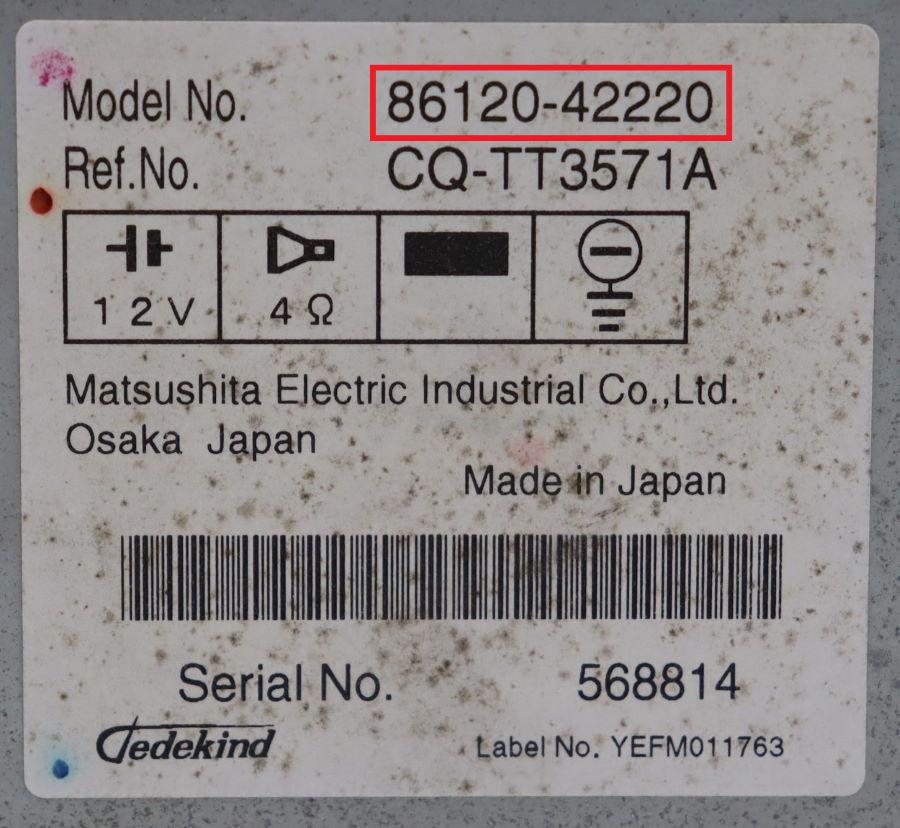 Model No. 86120-42220
Ref.No. CQ-TT3571A
12V 4Ω
Matsushita Electric Industrial Co.,Ltd.
Osaka Japan
Made in Japan
Serial No. 568814
Gedekind Label No. YEFM011763